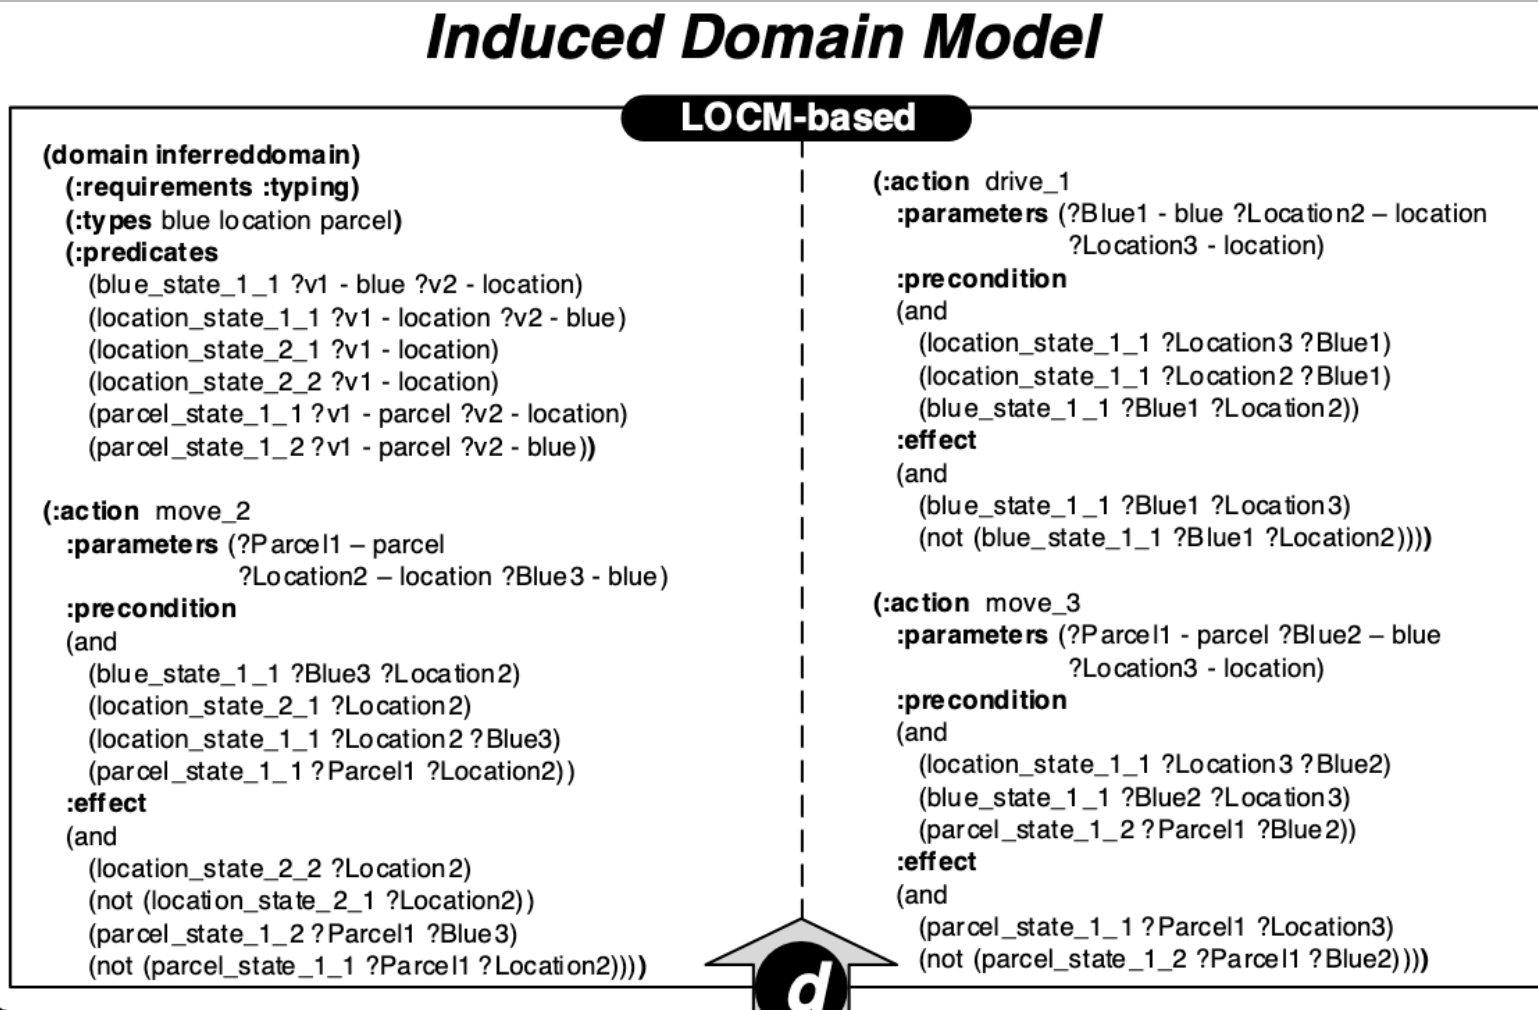 Induced Domain Model
LOCM-based
(domain inferreddomain)
(:requirements :typing)
(:types blue location parcel)
(:predicates
(blue_state_1_1 ?v1 - blue ?v2 - location)
(location_state_1_1 ?v1 - location ?v2 - blue)
(location_state_2_1 ?v1 - location)
(location_state_2_2 ?v1 - location)
(parcel_state_1_1 ?v1 - parcel ?v2 - location)
(parcel_state_1_2 ?v1 - parcel ?v2 - blue))
(:action move_2
:parameters (?Parcel1 – parcel
?Location2 – location ?Blue3 - blue)
:precondition
(and
(blue_state_1_1 ?Blue3 ?Location2)
(location_state_2_1 ?Location2)
(location_state_1_1 ?Location2 ?Blue3)
(parcel_state_1_1 ?Parcel1 ?Location2))
:effect
(and
(location_state_2_2 ?Location2)
(not (location_state_2_1 ?Location2))
(parcel_state_1_2 ?Parcel1 ?Blue3)
(not (parcel_state_1_1 ?Parcel1 ?Location2))))
(:action drive_1
:parameters (?Blue1 - blue ?Location2 – location
?Location3 - location)
:precondition
(and
(location_state_1_1 ?Location3 ?Blue1)
(location_state_1_1 ?Location2 ?Blue1)
(blue_state_1_1 ?Blue1 ?Location2))
:effect
(and
(blue_state_1_1 ?Blue1 ?Location3)
(not (blue_state_1_1 ?Blue1 ?Location2))))
(:action move_3
:parameters (?Parcel1 - parcel ?Blue2 – blue
?Location3 - location)
:precondition
(and
(location_state_1_1 ?Location3 ?Blue2)
(blue_state_1_1 ?Blue2 ?Location3)
(parcel_state_1_2 ?Parcel1 ?Blue2))
:effect
(and
(parcel_state_1_1 ?Parcel1 ?Location3)
(not (parcel_state_1_2 ?Parcel1 ?Blue2))))
d